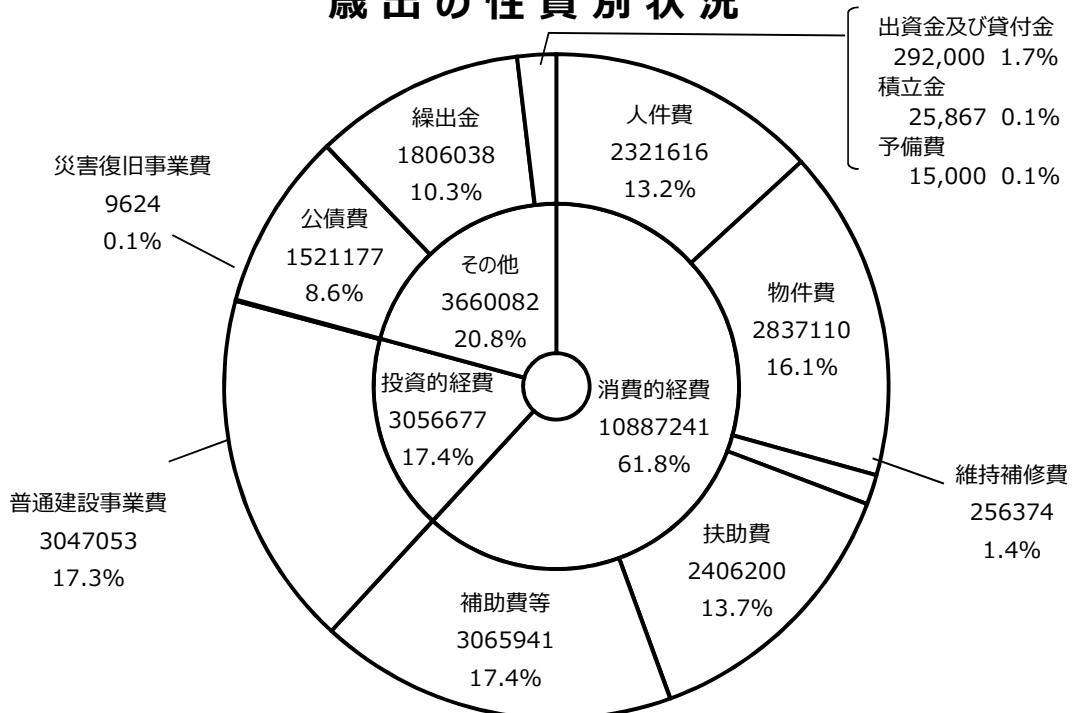 歳出の性質別状況
出資金及び貸付金
292,000 1.7%
積立金
25,867 0.1%
予備費
15,000 0.1%
人件費
2321616
13.2%
物件費
2837110
16.1%
維持補修費
256374
1.4%
扶助費
2406200
13.7%
補助費等
3065941
17.4%
普通建設事業費
3047053
17.3%
災害復旧事業費
9624
0.1%
公債費
1521177
8.6%
繰出金
1806038
10.3%
その他
3660082
20.8%
投資的経費
3056677
17.4%
消費的経費
10887241
61.8%